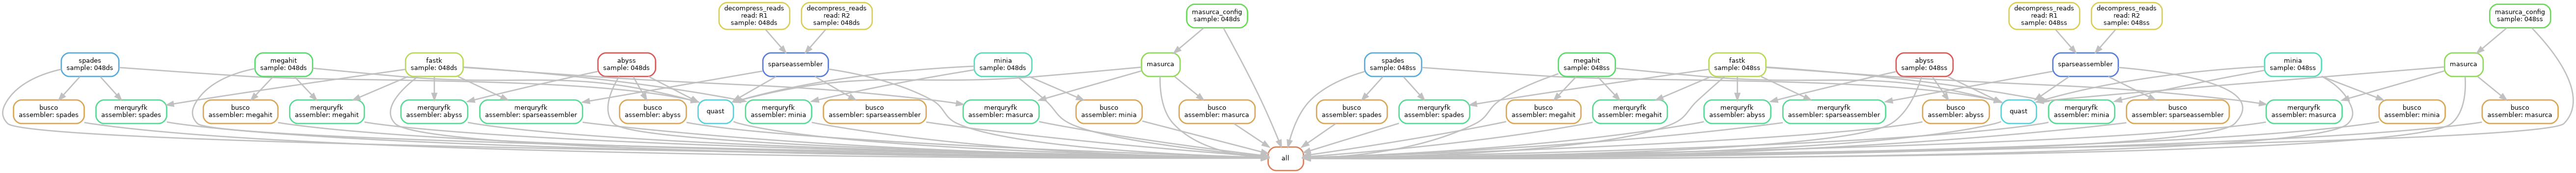 decompress_reads
read: R1
sample: 048ds
decompress_reads
read: R2
sample: 048ds
masurca_config
sample: 048ds
decompress_reads
read: R1
sample: 048ss
decompress_reads
read: R2
sample: 048ss
masurca_config
sample: 048ss
spades
sample: 048ds
megahit
sample: 048ds
fastk
sample: 048ds
abyss
sample: 048ds
sparseassembler
minia
sample: 048ds
masurca
spades
sample: 048ss
megahit
sample: 048ss
fastk
sample: 048ss
abyss
sample: 048ss
sparseassembler
minia
sample: 048ss
masurca
busco
assembler: spades
merquryfk
assembler: spades
busco
assembler: megahit
merquryfk
assembler: megahit
merquryfk
assembler: abyss
merquryfk
assembler: sparseassembler
busco
assembler: abyss
quast
merquryfk
assembler: minia
busco
assembler: sparseassembler
merquryfk
assembler: masurca
busco
assembler: minia
busco
assembler: masurca
busco
assembler: spades
merquryfk
assembler: spades
busco
assembler: megahit
merquryfk
assembler: megahit
merquryfk
assembler: abyss
merquryfk
assembler: sparseassembler
busco
assembler: abyss
quast
merquryfk
assembler: minia
busco
assembler: sparseassembler
merquryfk
assembler: masurca
busco
assembler: minia
busco
assembler: masurca
all